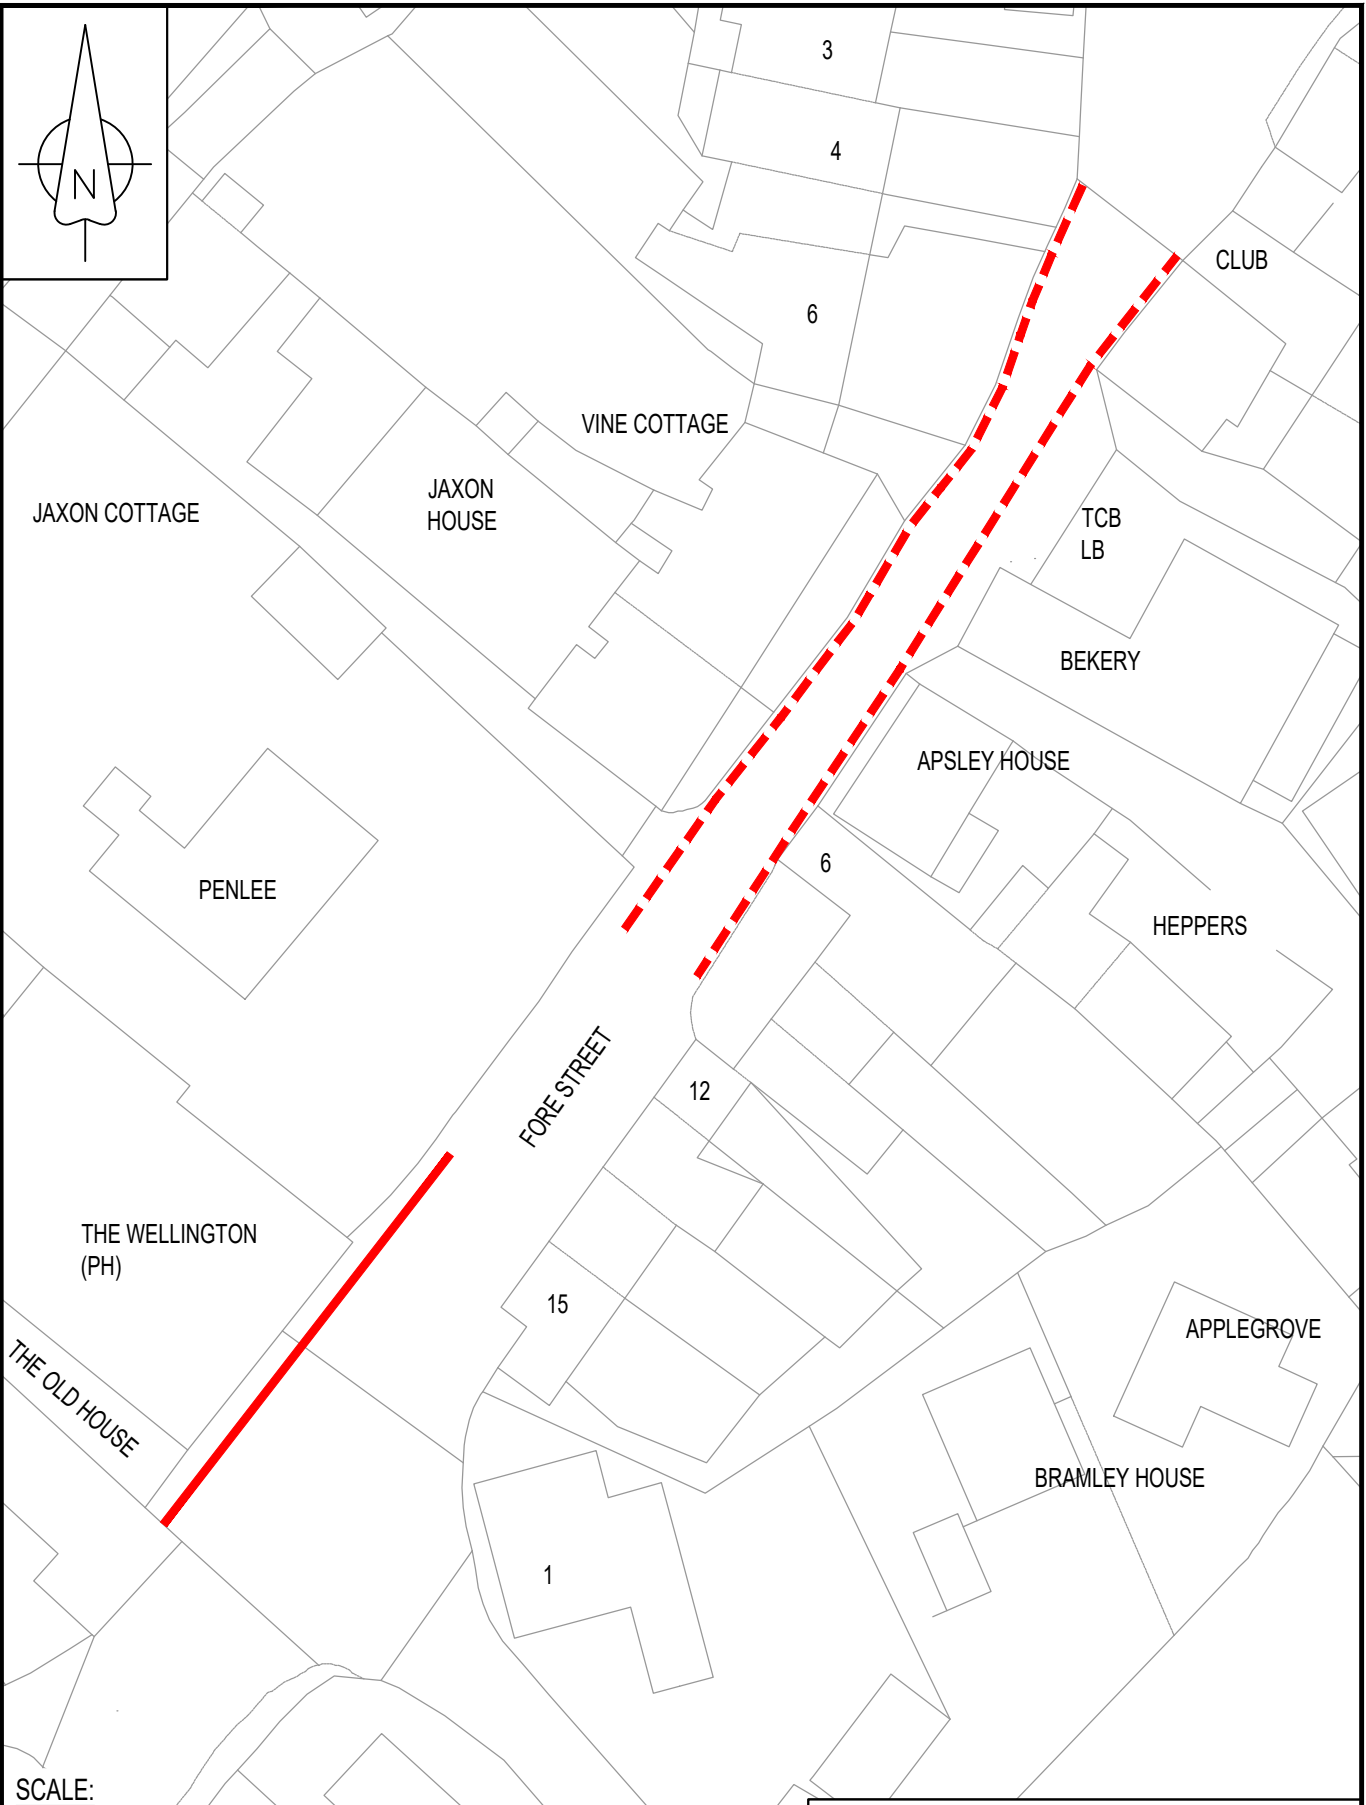 N
3
4
CLUB
6
VINE COTTAGE
JAXON
HOUSE
JAXON COTTAGE
TCB
LB
BEKERY
APSLEY HOUSE
6
PENLEE
HEPPERS
FORE STREET
12
THE WELLINGTON
(PH)
15
APPLEGROVE
THE OLD HOUSE
BRAMLEY HOUSE
1
SCALE: